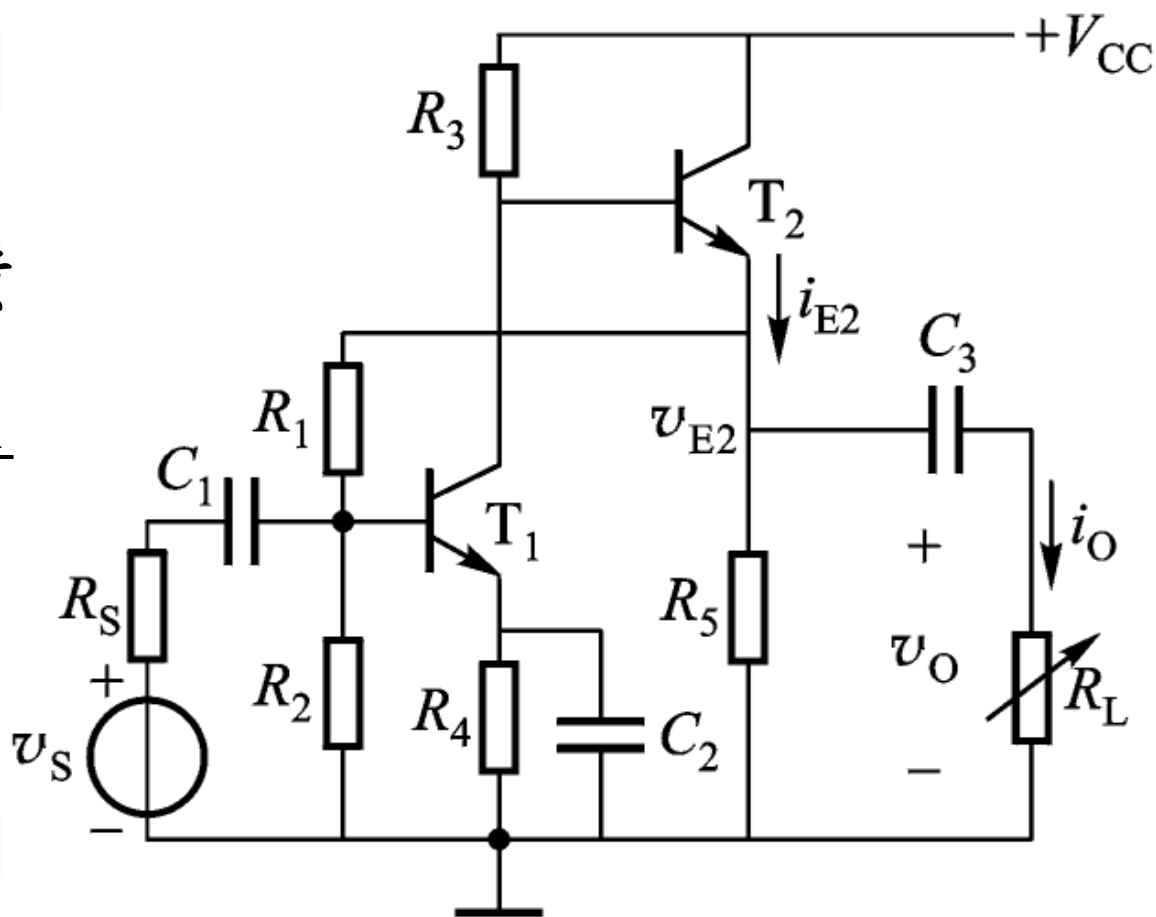 +V_CC
R_3
T_2
i_E2
C_3
R_1
v_E2
C_1
T_1
i_O
+
R_S
R_5
v_O
R_2
R_4
R_L
+
C_2
v_S
−
−